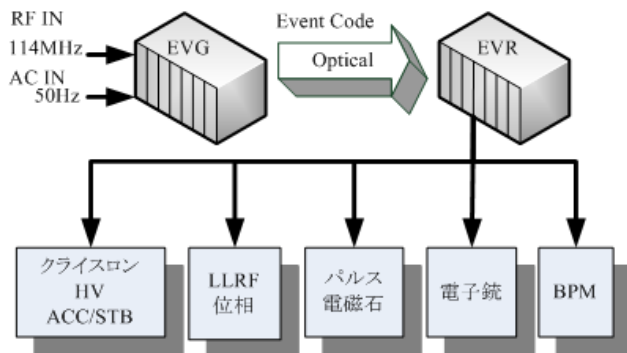 RF IN
114MHz
AC IN
50Hz
EVG
Event Code
Optical
EVR
クライスロン
HV
ACC/STB
LLRF
位相
パルス
電磁石
電子銃
BPM